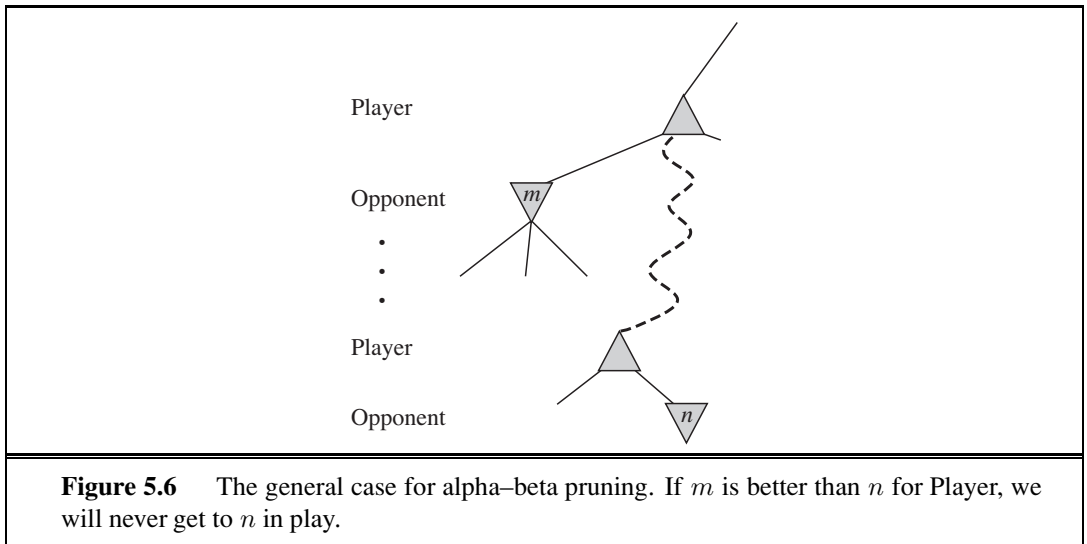 Player
Opponent
m
Player
Opponent
n
Figure 5.6 The general case for alpha–beta pruning. If m is better than n for Player, we
will never get to n in play.